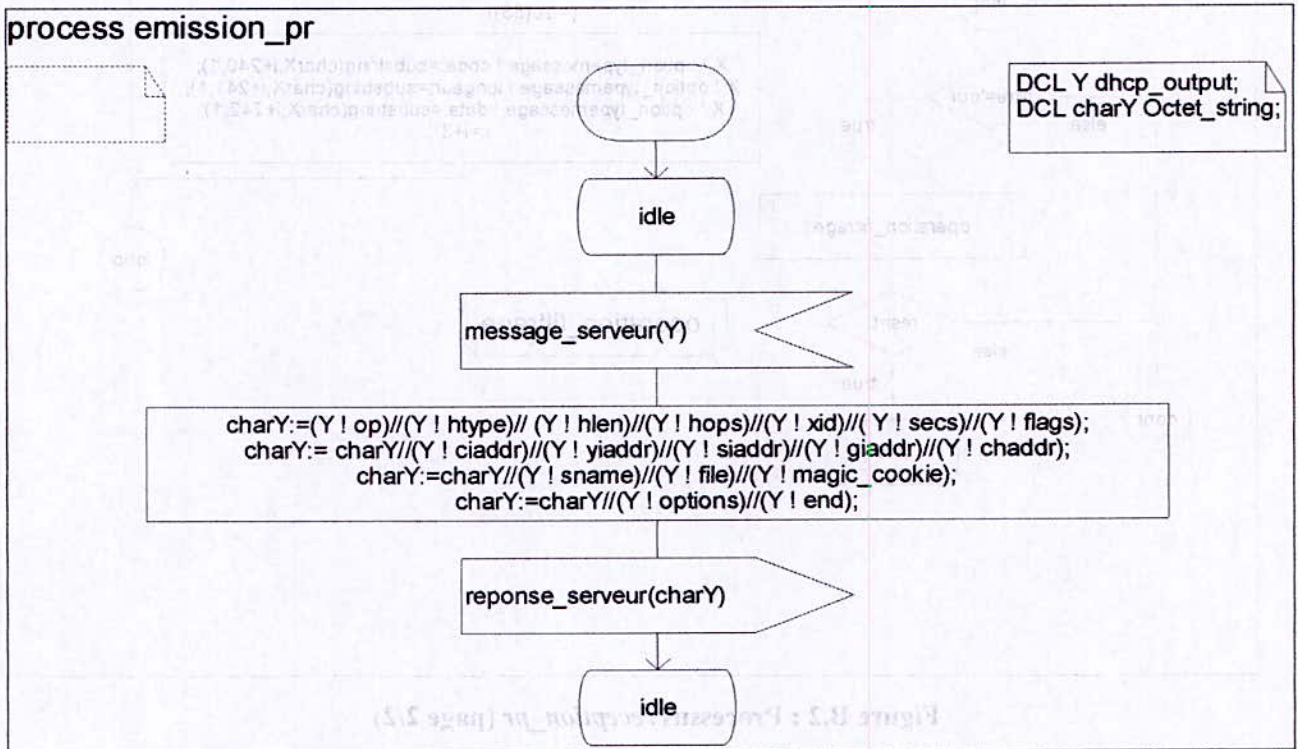 process emission_pr
DCL Y dhcp_output;
DCL charY Octet_string;
idle
message_serveur(Y)
charY:=(Y ! op)//(Y ! htype)// (Y ! hlen)//(Y ! hops)//(Y ! xid)//( Y ! secs)//(Y ! flags);
charY:= charY//(Y ! ciaddr)//(Y ! yiaddr)//(Y ! siaddr)//(Y ! giaddr)//(Y ! chaddr);
charY:=charY//(Y ! sname)//(Y ! file)//(Y ! magic_cookie);
charY:=charY//(Y ! options)//(Y ! end);
reponse_serveur(charY)
idle